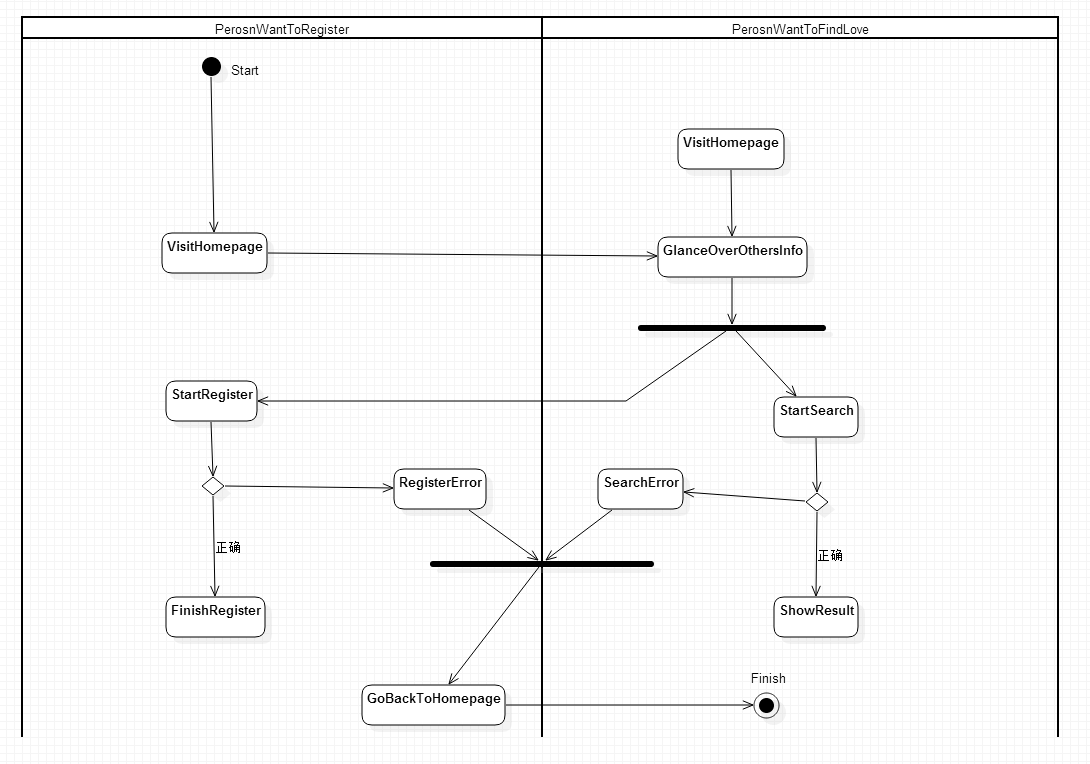 PerosnWantToRegister
PerosnWantToFindLove
Start
VisitHomepage
VisitHomepage
GlanceOverOthersInfo
StartRegister
StartSearch
RegisterError
SearchError
正确
正确
FinishRegister
ShowResult
Finish
GoBackToHomepage